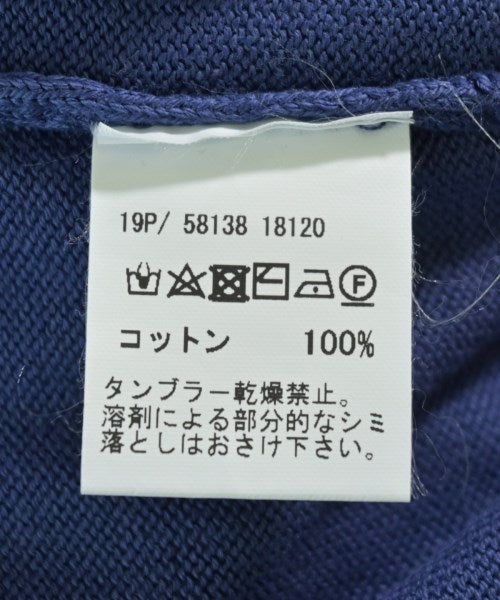 19P/ 58138 18120
F
コットン 100%
タンブラー乾燥禁止。
溶剤による部分的なシミ
落としはおさけ下さい。